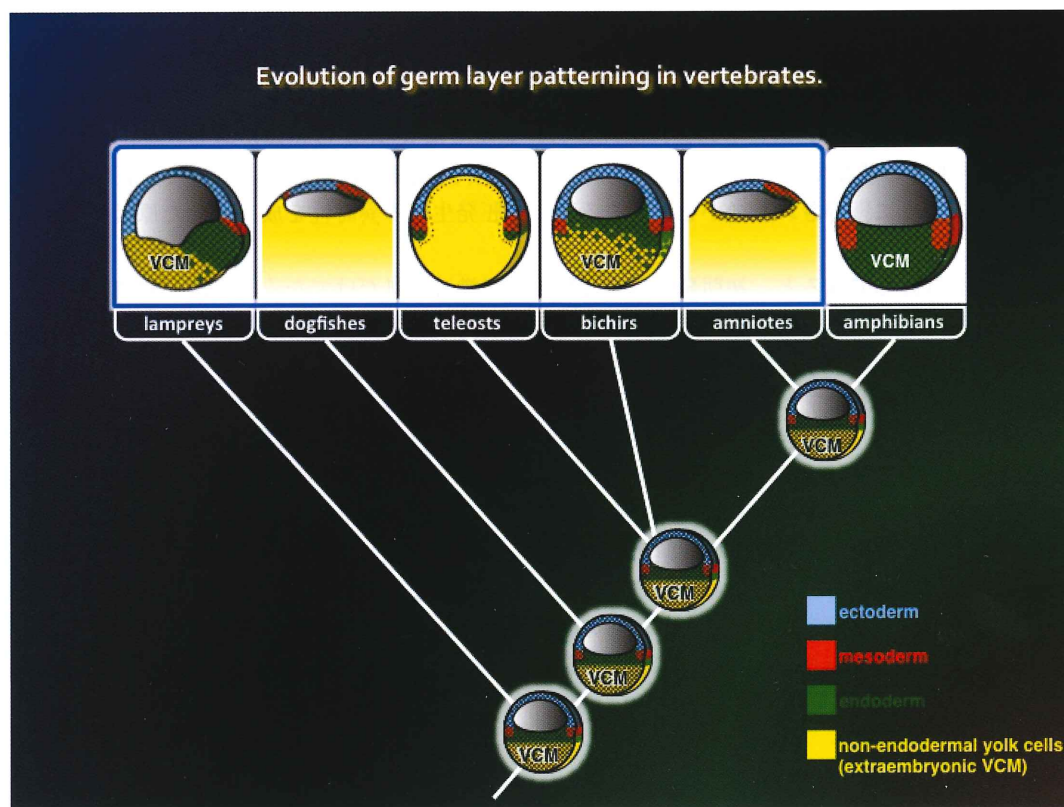 Evolution of germ layer patterning in vertebrates.
VCM
VCM
VCM
lampreys
dogfishes
teleosts
bichirs
amniotes
amphibians
VCM
VCM
VCM
VCM
ectoderm
mesoderm
endoderm
non-endodermal yolk cells
(extraembryonic VCM)